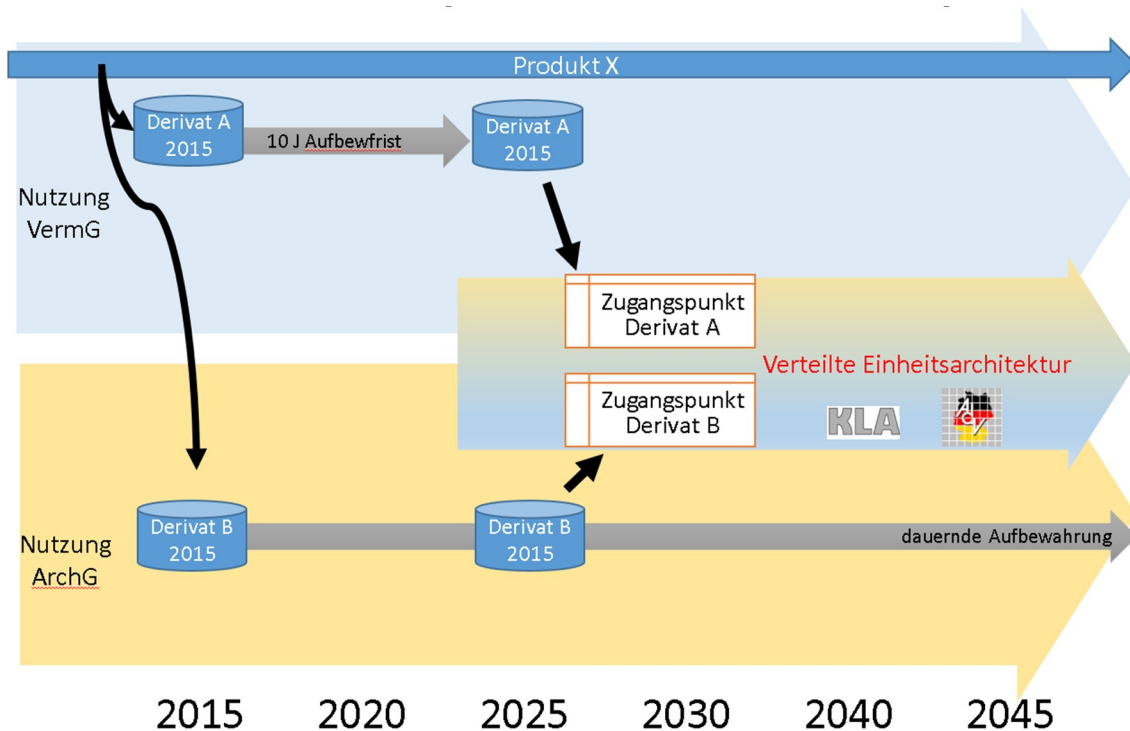 Produkt X
Derivat A
2015
10 J Aufbewfrist
Derivat A
2015
Nutzung
VermG
Zugangspunkt
Derivat A
Verteilte Einheitsarchitektur
Zugangspunkt
Derivat B
KLA
AdV
Derivat B
2015
Derivat B
2015
dauernde Aufbewahrung
Nutzung
ArchG
2015 2020 2025 2030 2040 2045